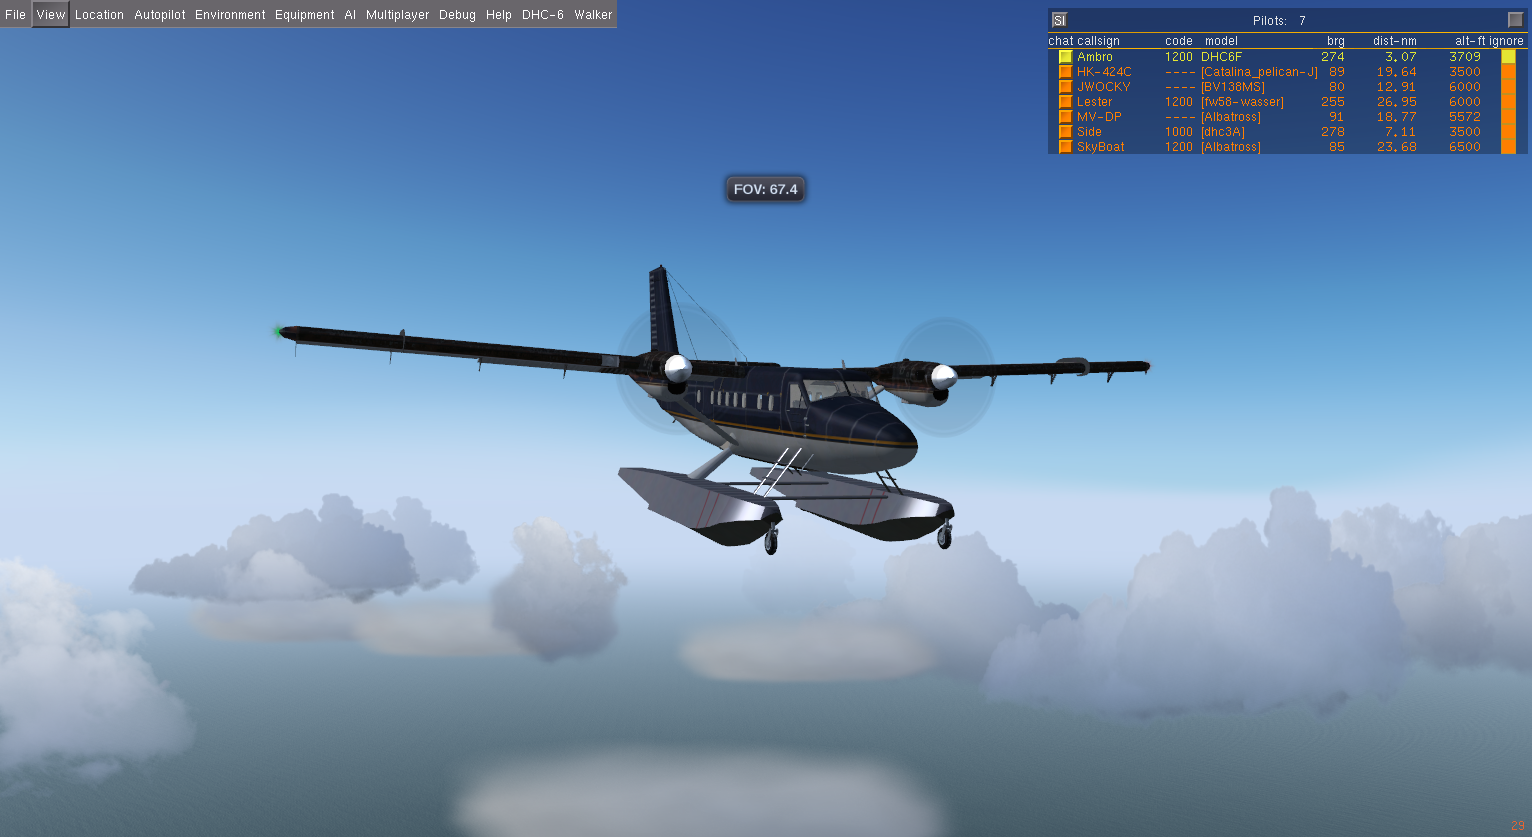 File View Location Autopilot Environment Equipment AI Multiplayer Debug Help DHC-6 Walker
SI Pilots: 7
chat callsign code model brg dist-nm alt-ft ignore
Ambro 1200 DHC6F 274 3.07 3709
HK-424C ---- [Catalina_pelican-J] 89 19.64 3500
JWOCKY ---- [BV138MS] 80 12.91 6000
Lester 1200 [fw58-wasser] 255 26.95 6000
MV-DP ---- [Albatross] 91 18.77 5572
Side 1000 [dhc3A] 278 7.11 3500
SkyBoat 1200 [Albatross] 85 23.68 6500
FOV: 67.4
29